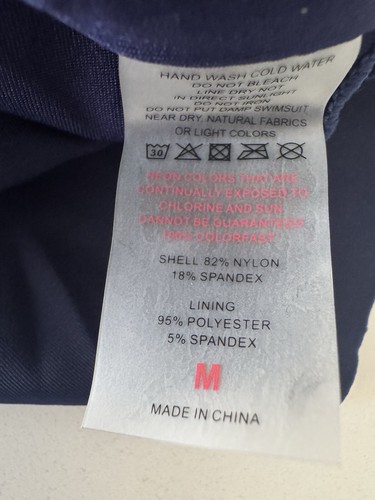 HAND WASH COLD WATER
DO NOT BLEACH
LINE DRY NOT
IN DIRECT SUNLIGHT
DO NOT IRON
DO NOT PUT DAMP SWIMSUIT
NEAR DRY, NATURAL FABRICS
OR LIGHT COLORS
30
NEON COLORS THAT ARE
CONTINUALLY EXPOSED TO
CHLORINE AND SUN
CANNOT BE GUARANTEED
100% COLORFAST
SHELL 82% NYLON
18% SPANDEX
LINING
95% POLYESTER
5% SPANDEX
M
MADE IN CHINA